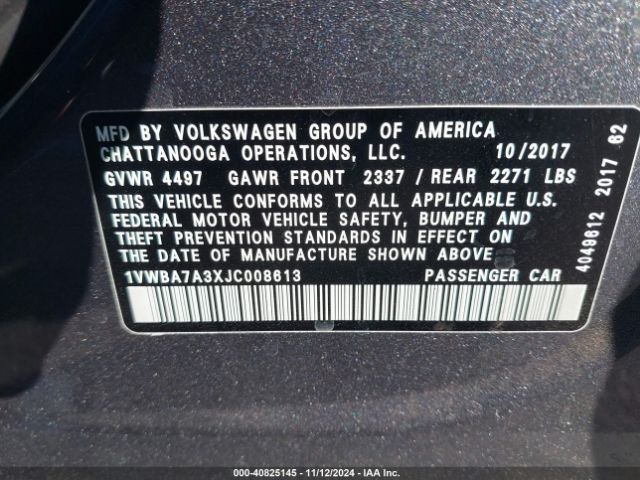 MFD BY VOLKSWAGEN GROUP OF AMERICA
CHATTANOOGA OPERATIONS, LLC. 10/2017
GVWR 4497 GAWR FRONT 2337 / REAR 2271 LBS
THIS VEHICLE CONFORMS TO ALL APPLICABLE U.S.
FEDERAL MOTOR VEHICLE SAFETY, BUMPER AND
THEFT PREVENTION STANDARDS IN EFFECT ON
THE DATE OF MANUFACTURE SHOWN ABOVE.
1VWBA7A3XJC008613 PASSENGER CAR
4049612 2017 62
000-40825145 - 11/12/2024 - IAA Inc.